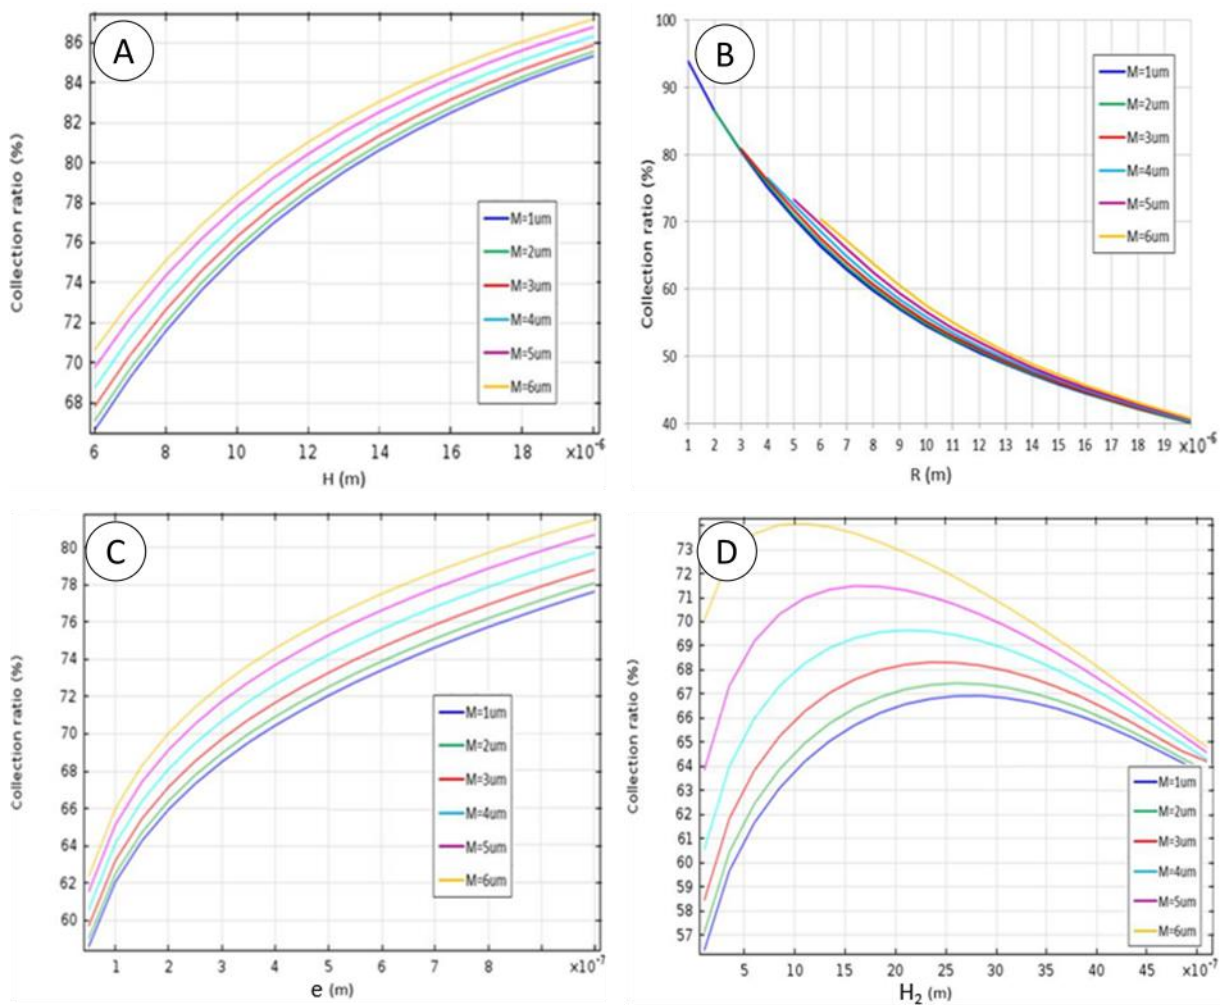 A
Collection ratio (%)
86
84
82
80
78
76
74
72
70
68
M=1um
M=2um
M=3um
M=4um
M=5um
M=6um
6 8 10 12 14 16 18 x10^-6
H (m)
B
Collection ratio (%)
100
90
80
70
60
50
40
M=1um
M=2um
M=3um
M=4um
M=5um
M=6um
1 2 3 4 5 6 7 8 9 10 11 12 13 14 15 16 17 18 19 x10^-6
R (m)
C
Collection ratio (%)
80
78
76
74
72
70
68
66
64
62
60
M=1um
M=2um
M=3um
M=4um
M=5um
M=6um
1 2 3 4 5 6 7 8 x10^-7
e (m)
D
Collection ratio (%)
73
72
71
70
69
68
67
66
65
64
63
62
61
60
59
58
57
M=1um
M=2um
M=3um
M=4um
M=5um
M=6um
5 10 15 20 25 30 35 40 45 x10^-7
H₂ (m)